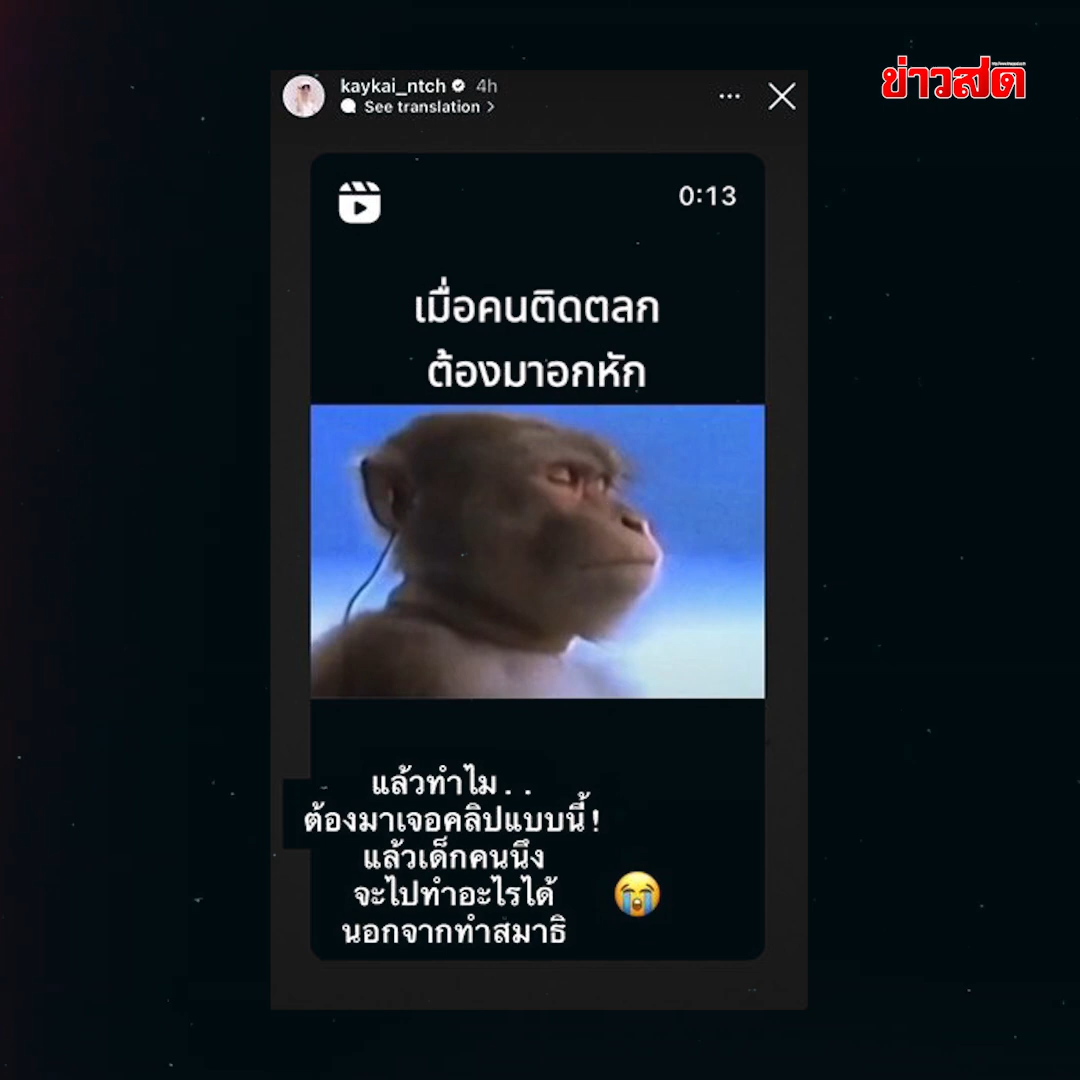 ข่าวสด
kaykai_ntch 4h
See translation >
0:13
เมื่อคนติดตลก
ต้องมาอกหัก
แล้วทำไม . .
ต้องมาเจอคลิปแบบนี้ !
แล้วเด็กคนนึง
จะไปทำอะไรได้
นอกจากทำสมาธิ